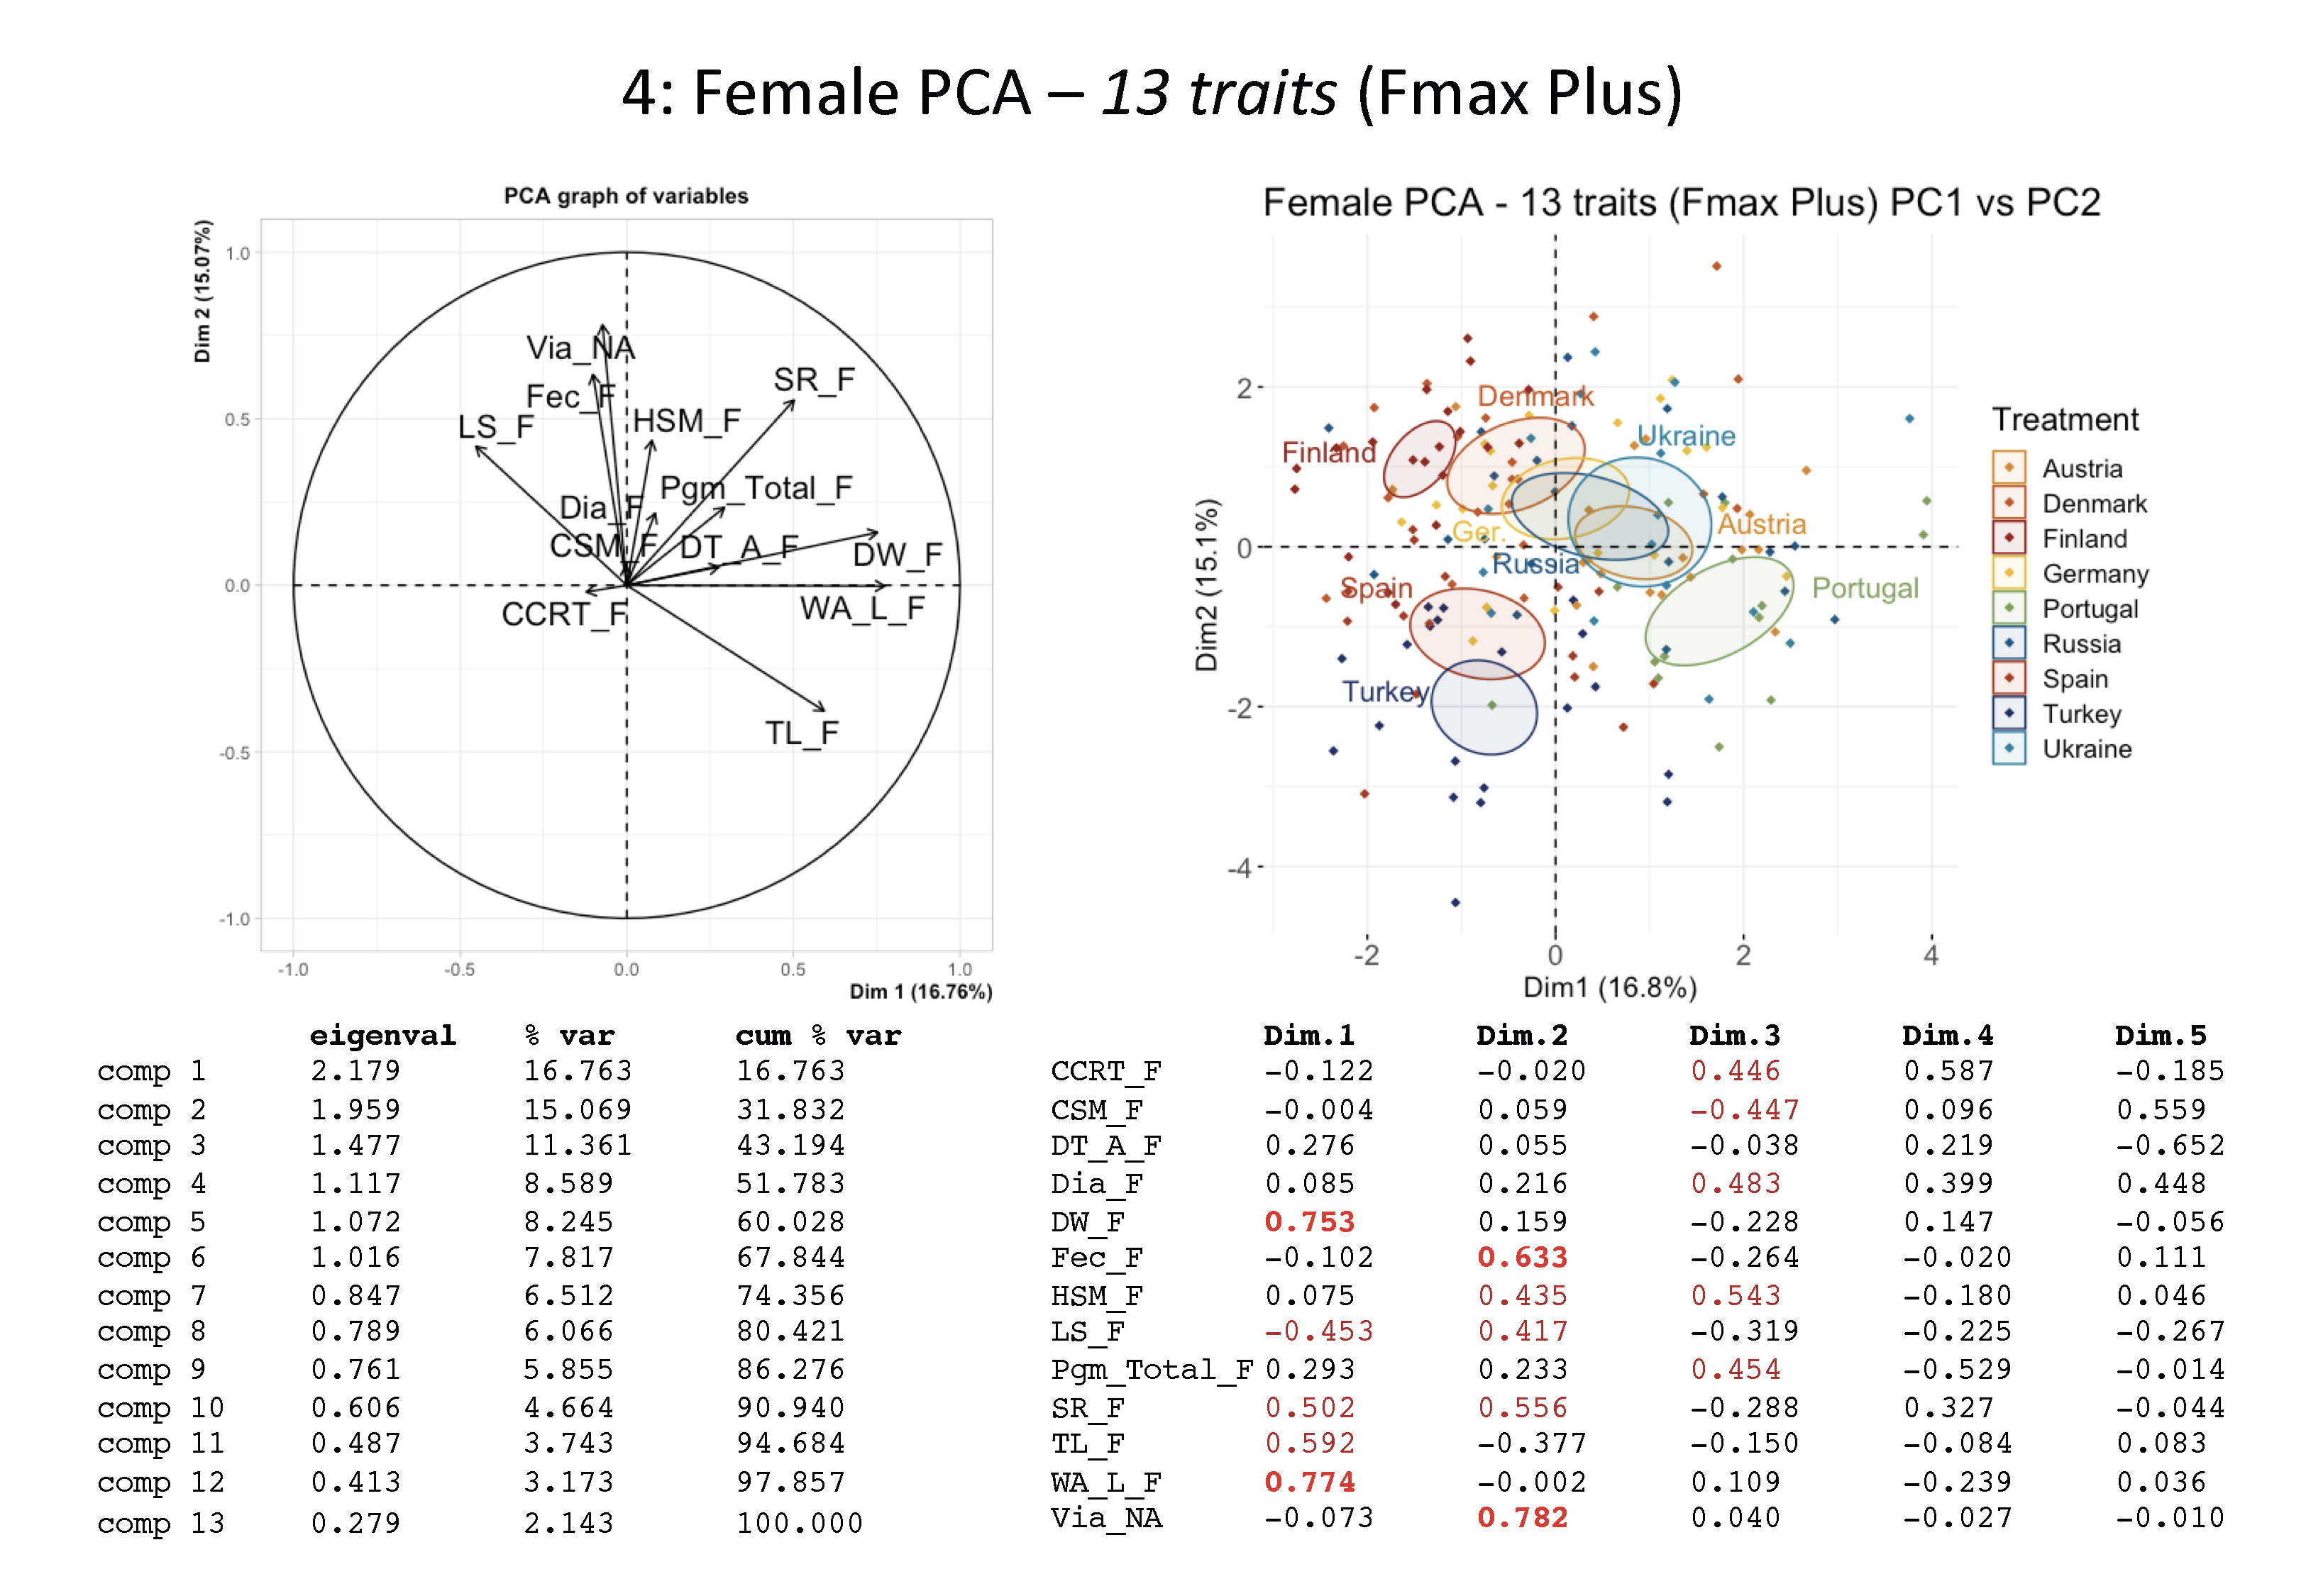 4: Female PCA – 13 traits (Fmax Plus)
PCA graph of variables
Dim 2 (15.07%)
1.0
0.5
0.0
-0.5
-1.0
Via_NA
Fec_F
LS_F
HSM_F
SR_F
Pgm_Total_F
Dia_F
CSM_F
DT_A_F
DW_F
CCRT_F
WA_L_F
TL_F
-1.0
-0.5
0.0
0.5
1.0
Dim 1 (16.76%)
Female PCA - 13 traits (Fmax Plus) PC1 vs PC2
Dim2 (15.1%)
2
0
-2
-4
Denmark
Finland
Ukraine
Ger.
Austria
Russia
Spain
Portugal
Turkey
-2
0
2
4
Dim1 (16.8%)
Treatment
Austria
Denmark
Finland
Germany
Portugal
Russia
Spain
Turkey
Ukraine
eigenval % var cum % var
comp 1 2.179 16.763 16.763
comp 2 1.959 15.069 31.832
comp 3 1.477 11.361 43.194
comp 4 1.117 8.589 51.783
comp 5 1.072 8.245 60.028
comp 6 1.016 7.817 67.844
comp 7 0.847 6.512 74.356
comp 8 0.789 6.066 80.421
comp 9 0.761 5.855 86.276
comp 10 0.606 4.664 90.940
comp 11 0.487 3.743 94.684
comp 12 0.413 3.173 97.857
comp 13 0.279 2.143 100.000
Dim.1 Dim.2 Dim.3 Dim.4 Dim.5
CCRT_F -0.122 -0.020 0.446 0.587 -0.185
CSM_F -0.004 0.059 -0.447 0.096 0.559
DT_A_F 0.276 0.055 -0.038 0.219 -0.652
Dia_F 0.085 0.216 0.483 0.399 0.448
DW_F 0.753 0.159 -0.228 0.147 -0.056
Fec_F -0.102 0.633 -0.264 -0.020 0.111
HSM_F 0.075 0.435 0.543 -0.180 0.046
LS_F -0.453 0.417 -0.319 -0.225 -0.267
Pgm_Total_F 0.293 0.233 0.454 -0.529 -0.014
SR_F 0.502 0.556 -0.288 0.327 -0.044
TL_F 0.592 -0.377 -0.150 -0.084 0.083
WA_L_F 0.774 -0.002 0.109 -0.239 0.036
Via_NA -0.073 0.782 0.040 -0.027 -0.010